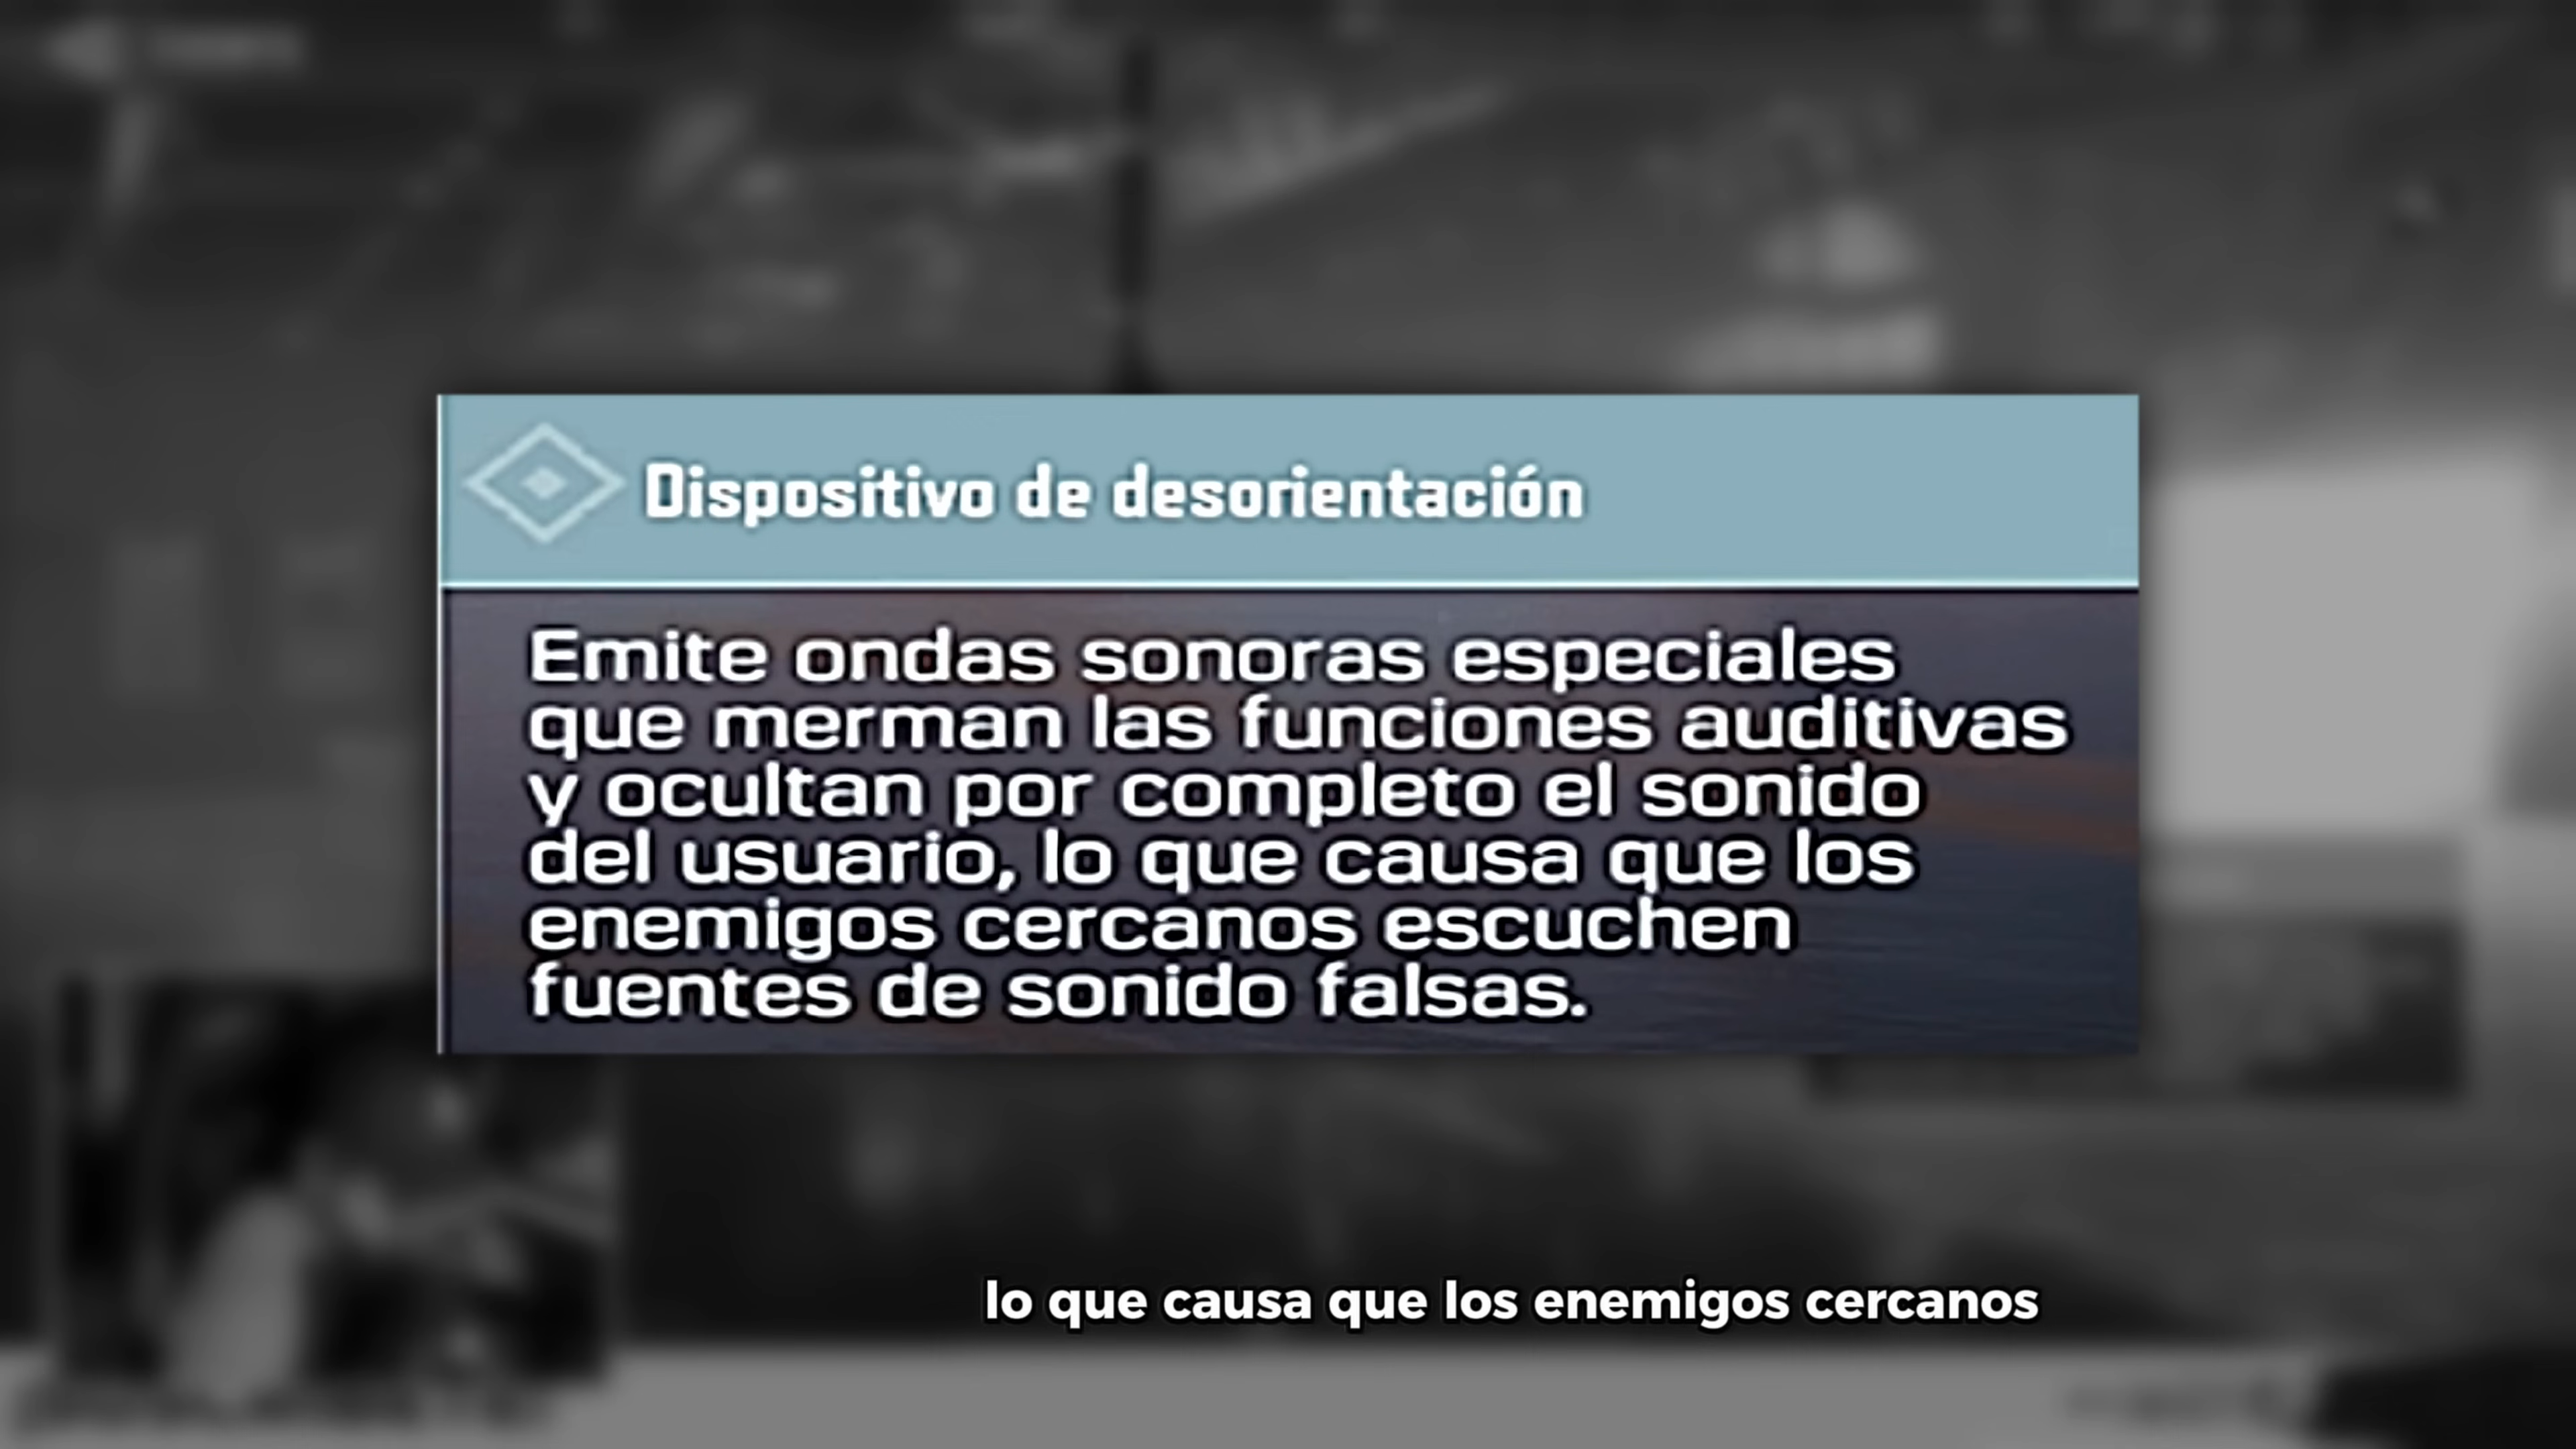 Dispositivo de desorientación
Emite ondas sonoras especiales
que merman las funciones auditivas
y ocultan por completo el sonido
del usuario, lo que causa que los
enemigos cercanos escuchen
fuentes de sonido falsas.
lo que causa que los enemigos cercanos